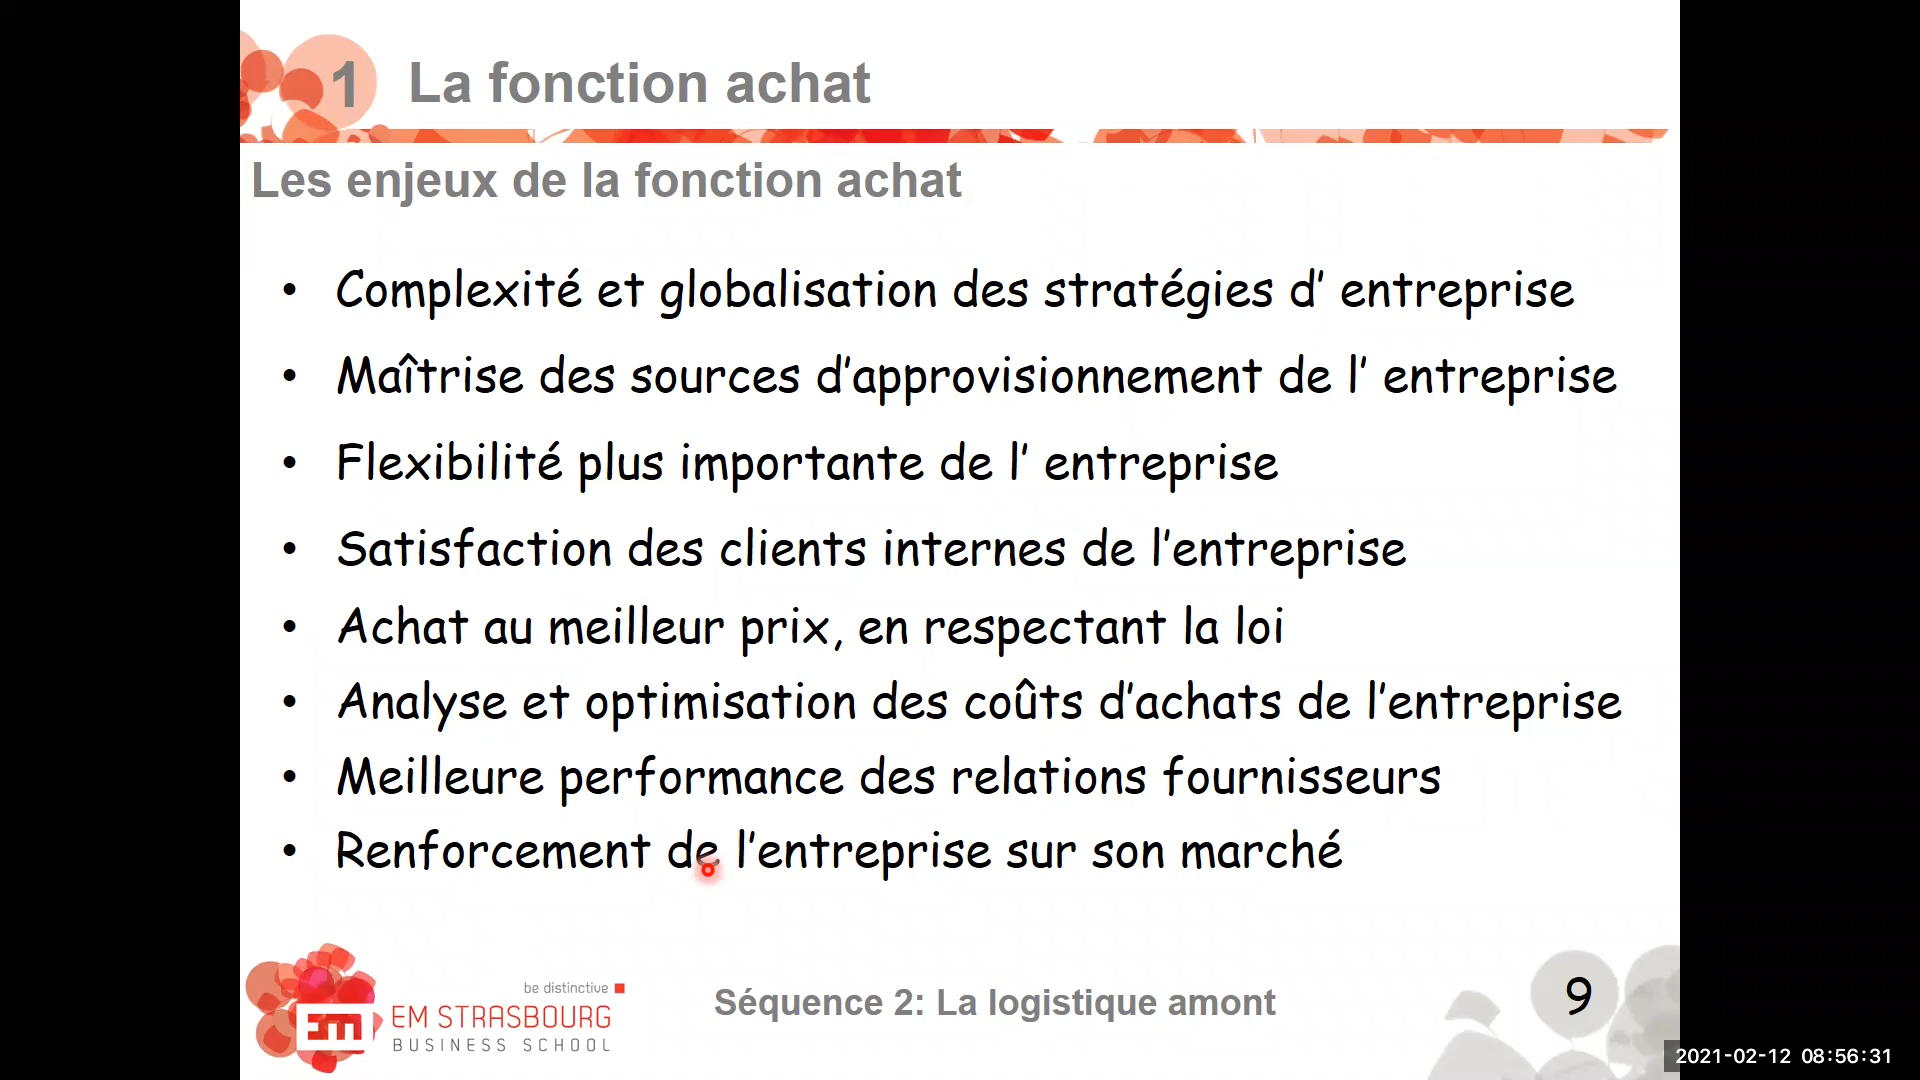 1 La fonction achat
Les enjeux de la fonction achat
• Complexité et globalisation des stratégies d’ entreprise
• Maîtrise des sources d’approvisionnement de l’ entreprise
• Flexibilité plus importante de l’ entreprise
• Satisfaction des clients internes de l’entreprise
• Achat au meilleur prix, en respectant la loi
• Analyse et optimisation des coûts d’achats de l’entreprise
• Meilleure performance des relations fournisseurs
• Renforcement de l’entreprise sur son marché
be distinctive
em
EM STRASBOURG
BUSINESS SCHOOL
Séquence 2: La logistique amont
9
2021-02-12 08:56:31